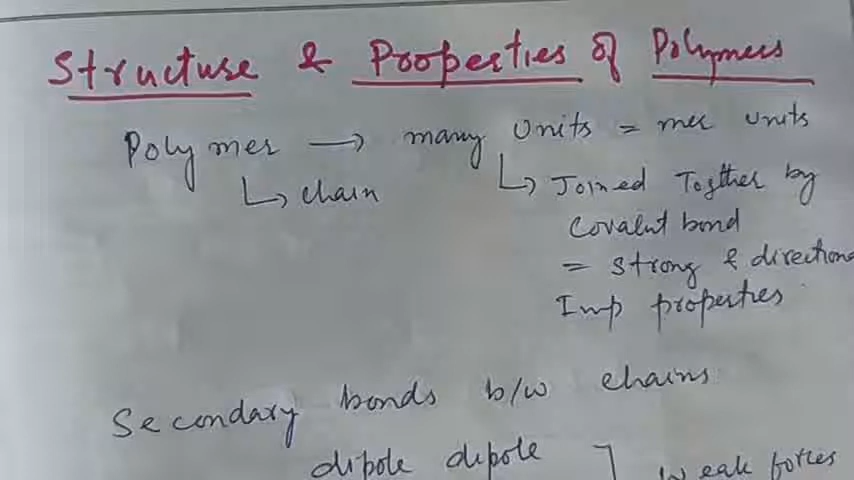 Structure & Properties of Polymers
Polymer → many units = mer units
↳ chain
↳ Joined Togther by
Covalent bond
= strong & directiona
Imp properties
Secondary bonds b/w chains
dipole dipole ] weak forces